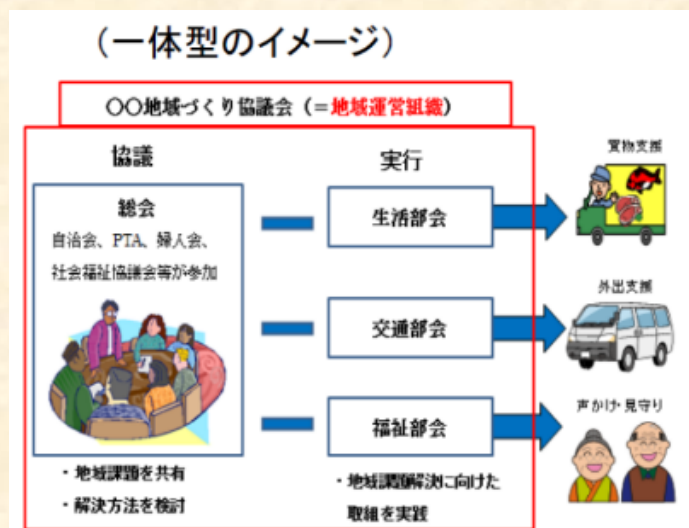 （一体型のイメージ）
〇〇地域づくり協議会（＝地域運営組織）
協議
総会
自治会、PTA、婦人会、
社会福祉協議会等が参加
・地域課題を共有
・解決方法を検討
実行
生活部会
交通部会
福祉部会
・地域課題解決に向けた
取組を実践
買物支援
外出支援
声かけ・見守り